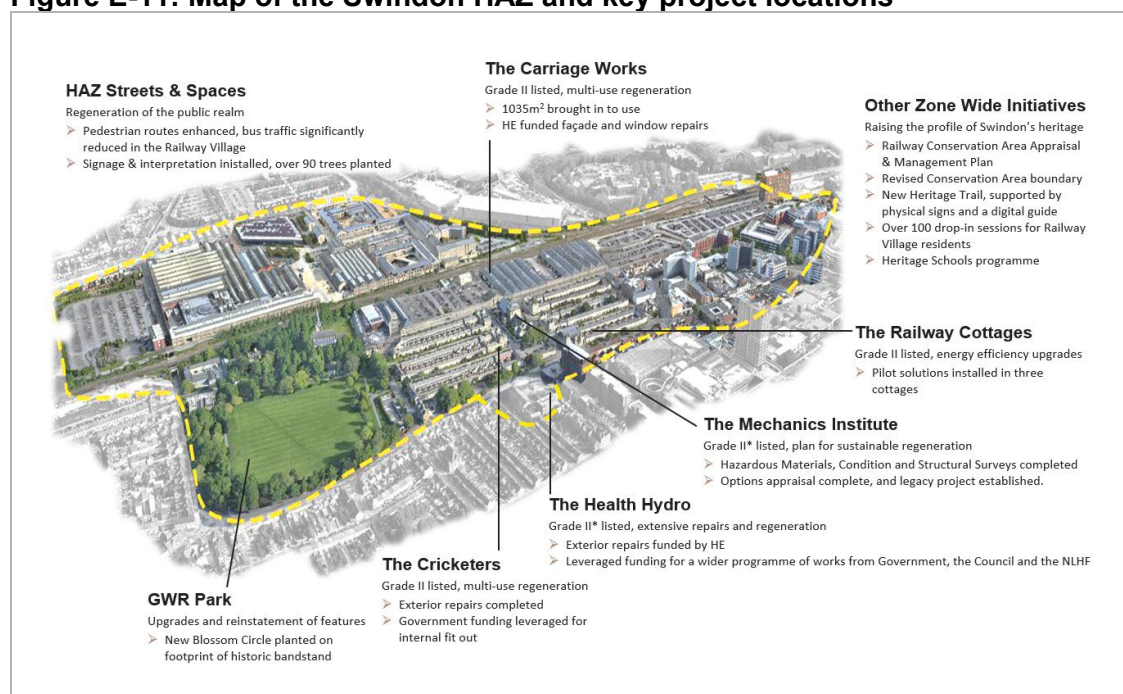 Figure E-11: Map of the Swindon HAZ and key project locations
HAZ Streets & Spaces
Regeneration of the public realm
➢ Pedestrian routes enhanced, bus traffic significantly
reduced in the Railway Village
➢ Signage & interpretation inistalled, over 90 trees planted
The Carriage Works
Grade II listed, multi-use regeneration
➢ 1035m² brought in to use
➢ HE funded façade and window repairs
Other Zone Wide Initiatives
Raising the profile of Swindon's heritage
➢ Railway Conservation Area Appraisal
& Management Plan
➢ Revised Conservation Area boundary
➢ New Heritage Trail, supported by
physical signs and a digital guide
➢ Over 100 drop-in sessions for Railway
Village residents
➢ Heritage Schools programme
The Railway Cottages
Grade II listed, energy efficiency upgrades
➢ Pilot solutions installed in three
cottages
The Mechanics Institute
Grade II* listed, plan for sustainable regeneration
➢ Hazardous Materials, Condition and Structural Surveys completed
➢ Options appraisal complete, and legacy project established.
The Health Hydro
Grade II* listed, extensive repairs and regeneration
➢ Exterior repairs funded by HE
➢ Leveraged funding for a wider programme of works from Government, the Council and the NLHF
The Cricketers
Grade II listed, multi-use regeneration
➢ Exterior repairs completed
➢ Government funding leveraged for
internal fit out
GWR Park
Upgrades and reinstatement of features
➢ New Blossom Circle planted on
footprint of historic bandstand